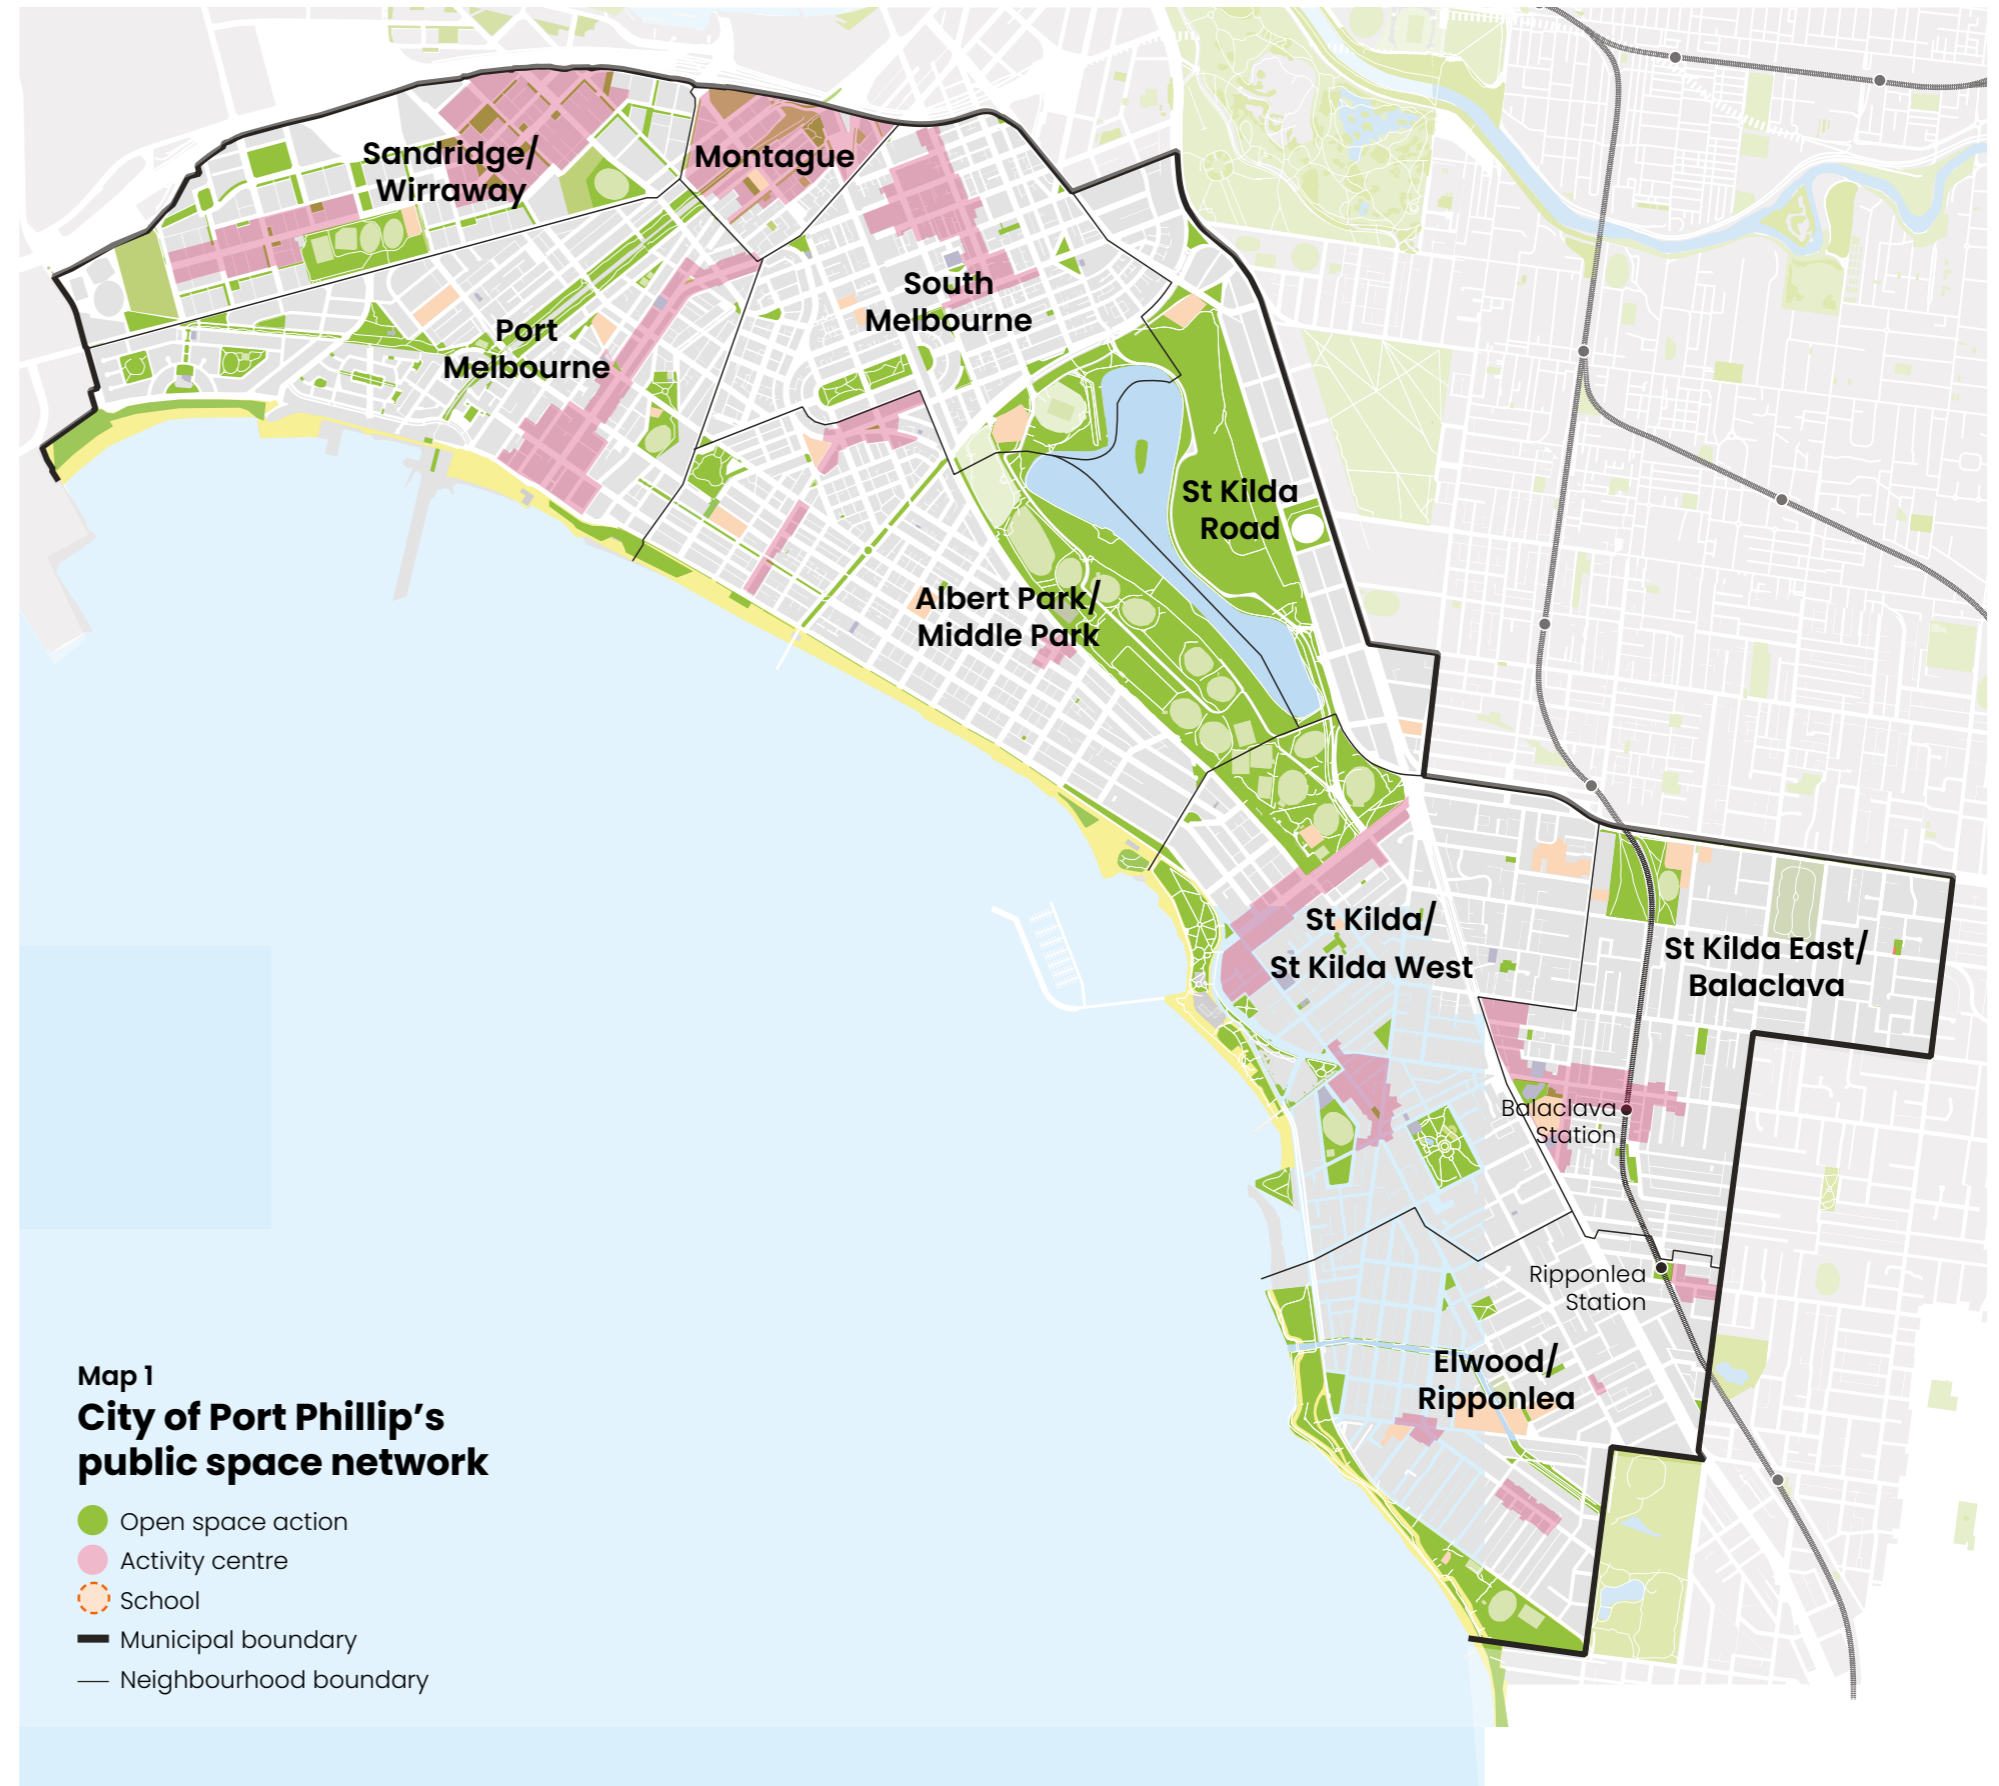 Sandridge/
Wirraway
Montague
South
Melbourne
Port
Melbourne
St Kilda
Road
Albert Park/
Middle Park
St Kilda/
St Kilda West
St Kilda East/
Balaclava
Balaclava
Station
Ripponlea
Station
Elwood/
Ripponlea
Map 1
City of Port Phillip’s
public space network
Open space action
Activity centre
School
Municipal boundary
Neighbourhood boundary